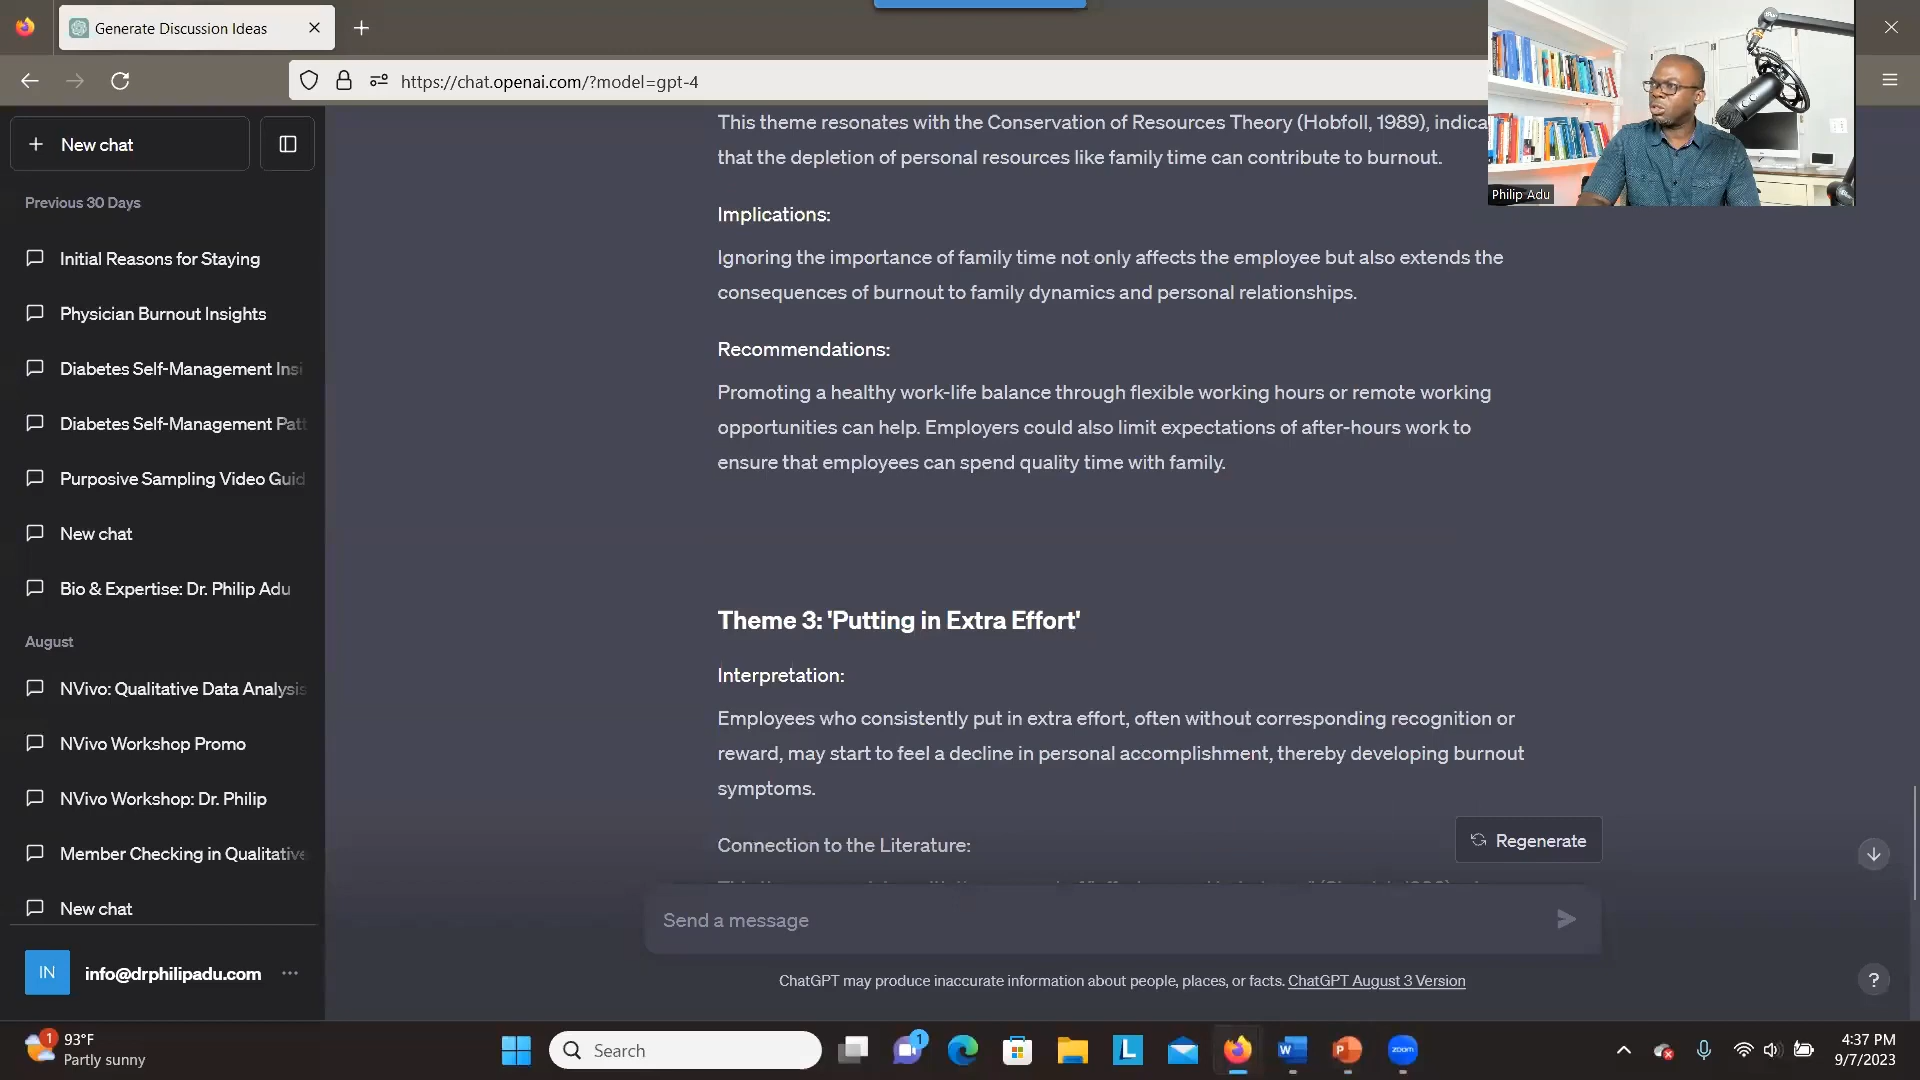 Generate Discussion Ideas
https://chat.openai.com/?model=gpt-4
New chat
Previous 30 Days
Initial Reasons for Staying
Physician Burnout Insights
Diabetes Self-Management Insi
Diabetes Self-Management Patt
Purposive Sampling Video Guid
New chat
Bio & Expertise: Dr. Philip Adu
August
NVivo: Qualitative Data Analysis
NVivo Workshop Promo
NVivo Workshop: Dr. Philip
Member Checking in Qualitative
New chat
IN
info@drphilipadu.com
This theme resonates with the Conservation of Resources Theory (Hobfoll, 1989), indica
that the depletion of personal resources like family time can contribute to burnout.
Implications:
Ignoring the importance of family time not only affects the employee but also extends the
consequences of burnout to family dynamics and personal relationships.
Recommendations:
Promoting a healthy work-life balance through flexible working hours or remote working
opportunities can help. Employers could also limit expectations of after-hours work to
ensure that employees can spend quality time with family.
Theme 3: 'Putting in Extra Effort'
Interpretation:
Employees who consistently put in extra effort, often without corresponding recognition or
reward, may start to feel a decline in personal accomplishment, thereby developing burnout
symptoms.
Connection to the Literature:
Regenerate
Send a message
ChatGPT may produce inaccurate information about people, places, or facts. ChatGPT August 3 Version
?
Philip Adu
1
93°F
Partly sunny
Search
1
L
W
P
zoom
4:37 PM
9/7/2023